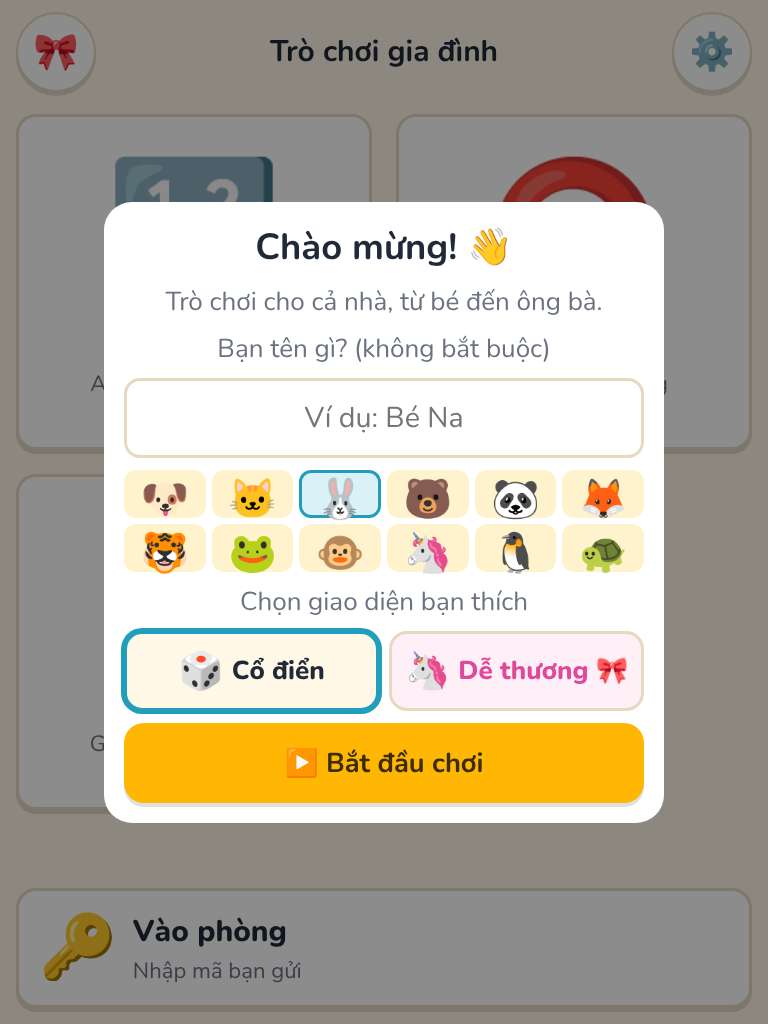 Trò chơi gia đình
Chào mừng! 👋
Trò chơi cho cả nhà, từ bé đến ông bà.
Bạn tên gì? (không bắt buộc)
Ví dụ: Bé Na
Chọn giao diện bạn thích
Cổ điển
Dễ thương
Bắt đầu chơi
Vào phòng
Nhập mã bạn gửi